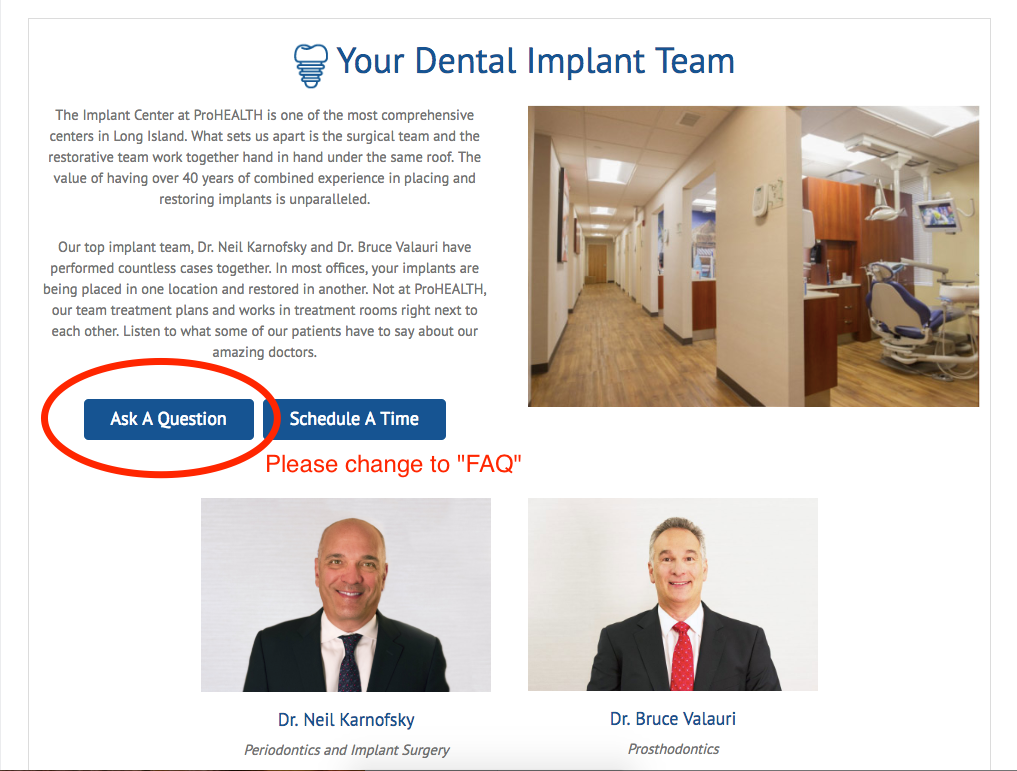 Your Dental Implant Team
The Implant Center at ProHEALTH is one of the most comprehensive
centers in Long Island. What sets us apart is the surgical team and the
restorative team work together hand in hand under the same roof. The
value of having over 40 years of combined experience in placing and
restoring implants is unparalleled.
Our top implant team, Dr. Neil Karnofsky and Dr. Bruce Valauri have
performed countless cases together. In most offices, your implants are
being placed in one location and restored in another. Not at ProHEALTH,
our team treatment plans and works in treatment rooms right next to
each other. Listen to what some of our patients have to say about our
amazing doctors.
Ask A Question
Schedule A Time
Please change to "FAQ"
Dr. Neil Karnofsky
Periodontics and Implant Surgery
Dr. Bruce Valauri
Prosthodontics